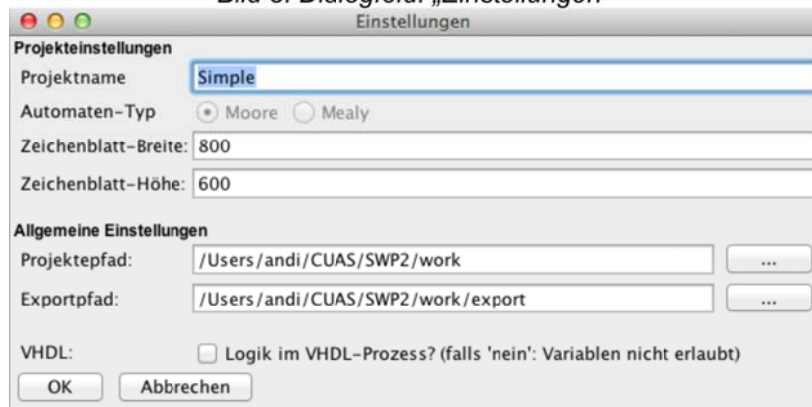 Einstellungen
Projekteinstellungen
Projektname Simple
Automaten-Typ Moore Mealy
Zeichenblatt-Breite: 800
Zeichenblatt-Höhe: 600
Allgemeine Einstellungen
Projektepfad: /Users/andi/CUAS/SWP2/work ...
Exportpfad: /Users/andi/CUAS/SWP2/work/export ...
VHDL: Logik im VHDL-Prozess? (falls 'nein': Variablen nicht erlaubt)
OK Abbrechen